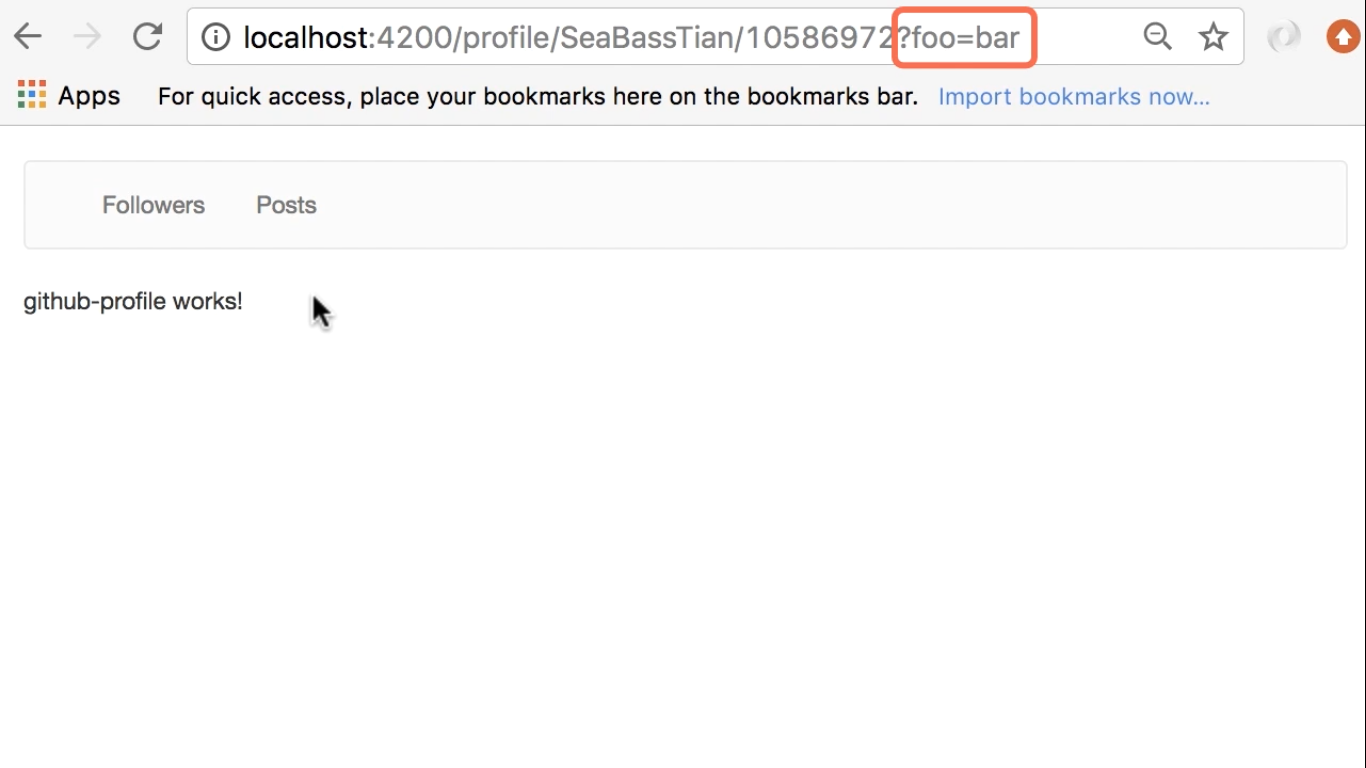 localhost:4200/profile/SeaBassTian/10586972?foo=bar
Apps For quick access, place your bookmarks here on the bookmarks bar. Import bookmarks now...
Followers Posts
github-profile works!